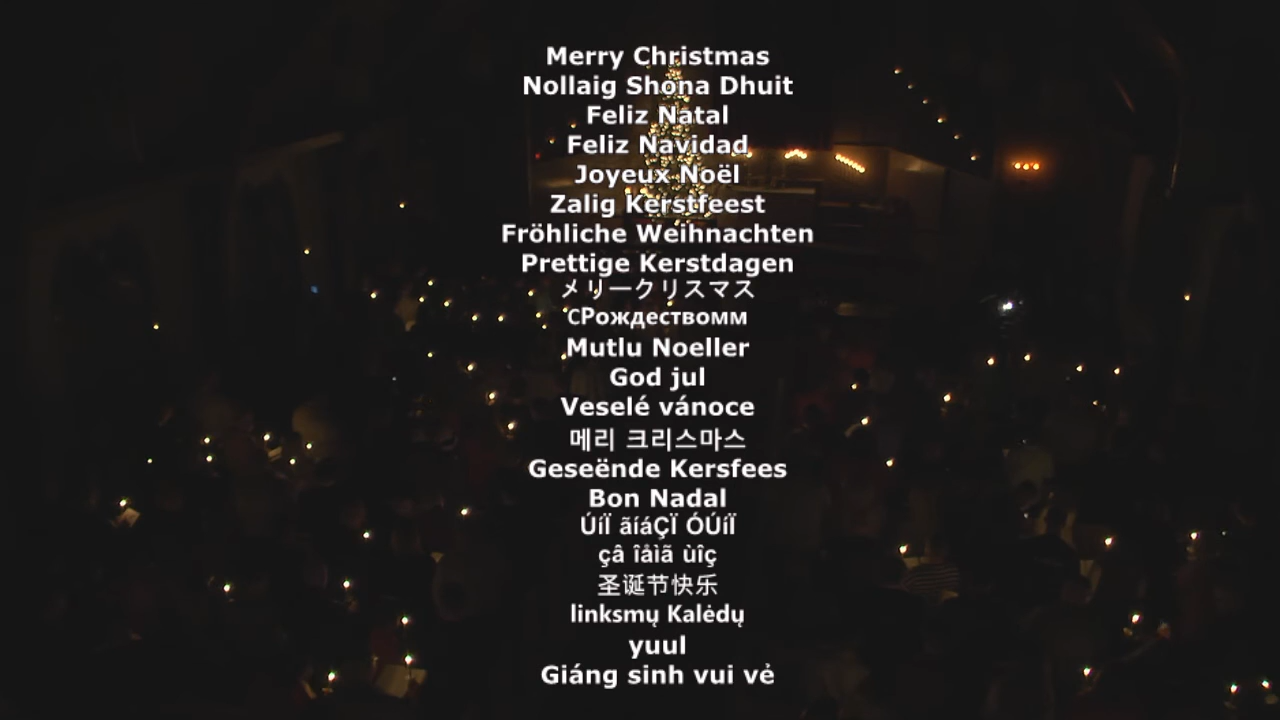 Merry Christmas
Nollaig Shona Dhuit
Feliz Natal
Feliz Navidad
Joyeux Noël
Zalig Kerstfeest
Fröhliche Weihnachten
Prettige Kerstdagen
メリークリスマス
СРождествомм
Mutlu Noeller
God jul
Veselé vánoce
메리 크리스마스
Geseënde Kersfees
Bon Nadal
ÚíÏ ãíáÇÏ ÓÚíÏ
çâ îåìã ùîç
圣诞节快乐
linksmų Kalėdų
yuul
Giáng sinh vui vẻ